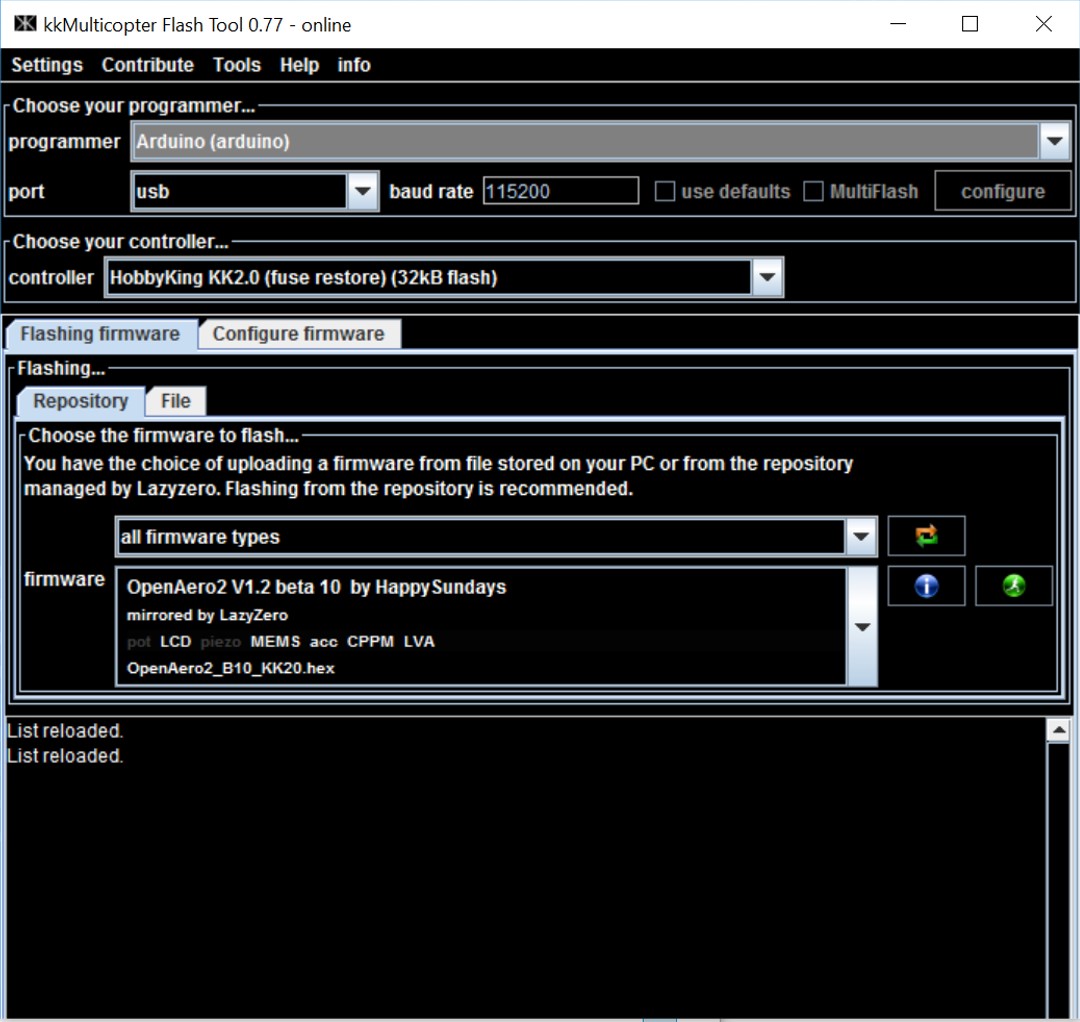 kkMulticopter Flash Tool 0.77 - online
Settings Contribute Tools Help info
Choose your programmer...
programmer Arduino (arduino)
port usb baud rate 115200 use defaults MultiFlash configure
Choose your controller...
controller HobbyKing KK2.0 (fuse restore) (32kB flash)
Flashing firmware Configure firmware
Flashing...
Repository File
Choose the firmware to flash...
You have the choice of uploading a firmware from file stored on your PC or from the repository
managed by Lazyzero. Flashing from the repository is recommended.
all firmware types
firmware OpenAero2 V1.2 beta 10 by HappySundays
mirrored by LazyZero
pot LCD piezo MEMS acc CPPM LVA
OpenAero2_B10_KK20.hex
List reloaded.
List reloaded.